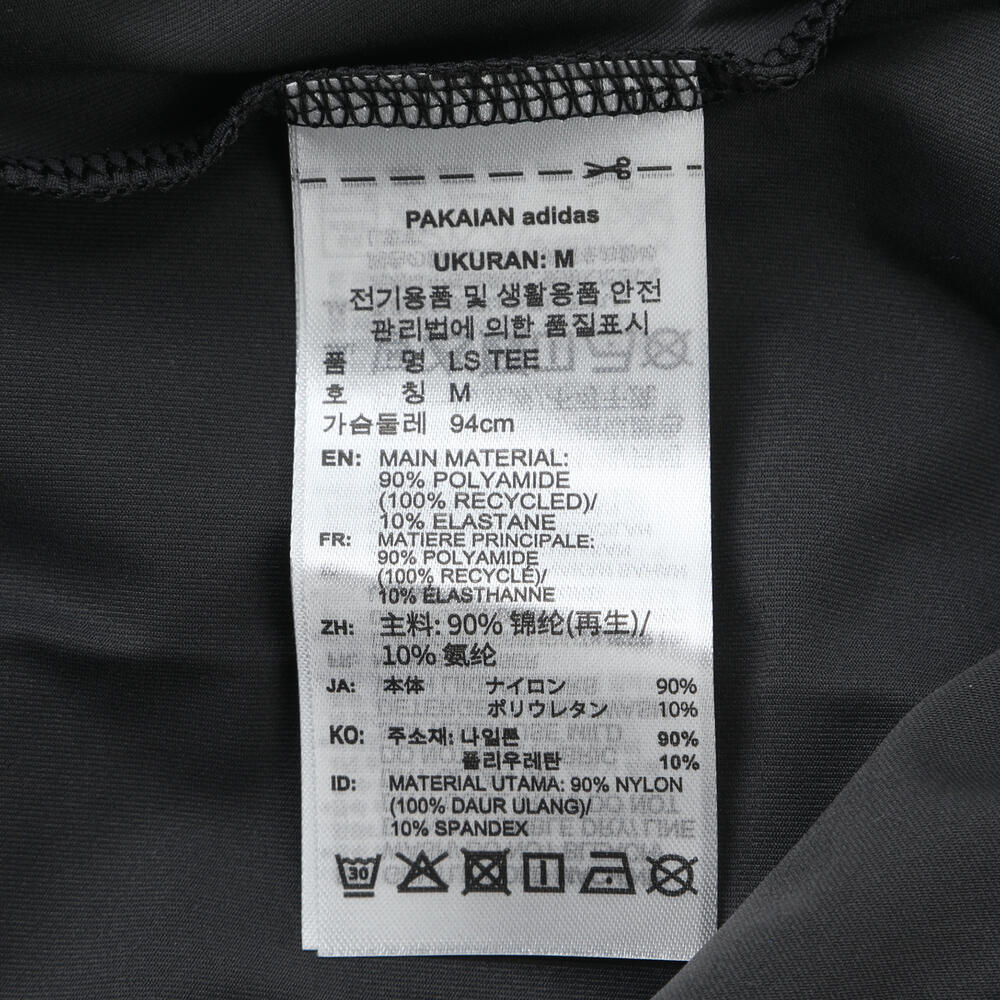 PAKAIAN adidas
UKURAN: M
전기용품 및 생활용품 안전
관리법에 의한 품질표시
품 명 LS TEE
호 칭 M
가슴둘레 94cm
EN: MAIN MATERIAL:
90% POLYAMIDE
(100% RECYCLED)/
10% ELASTANE
FR: MATIERE PRINCIPALE:
90% POLYAMIDE
(100% RECYCLÉ)/
10% ÉLASTHANNE
ZH: 主料: 90% 锦纶(再生)/
10% 氨纶
JA: 本体 ナイロン 90%
ポリウレタン 10%
KO: 주소재: 나일론 90%
폴리우레탄 10%
ID: MATERIAL UTAMA: 90% NYLON
(100% DAUR ULANG)/
10% SPANDEX
30